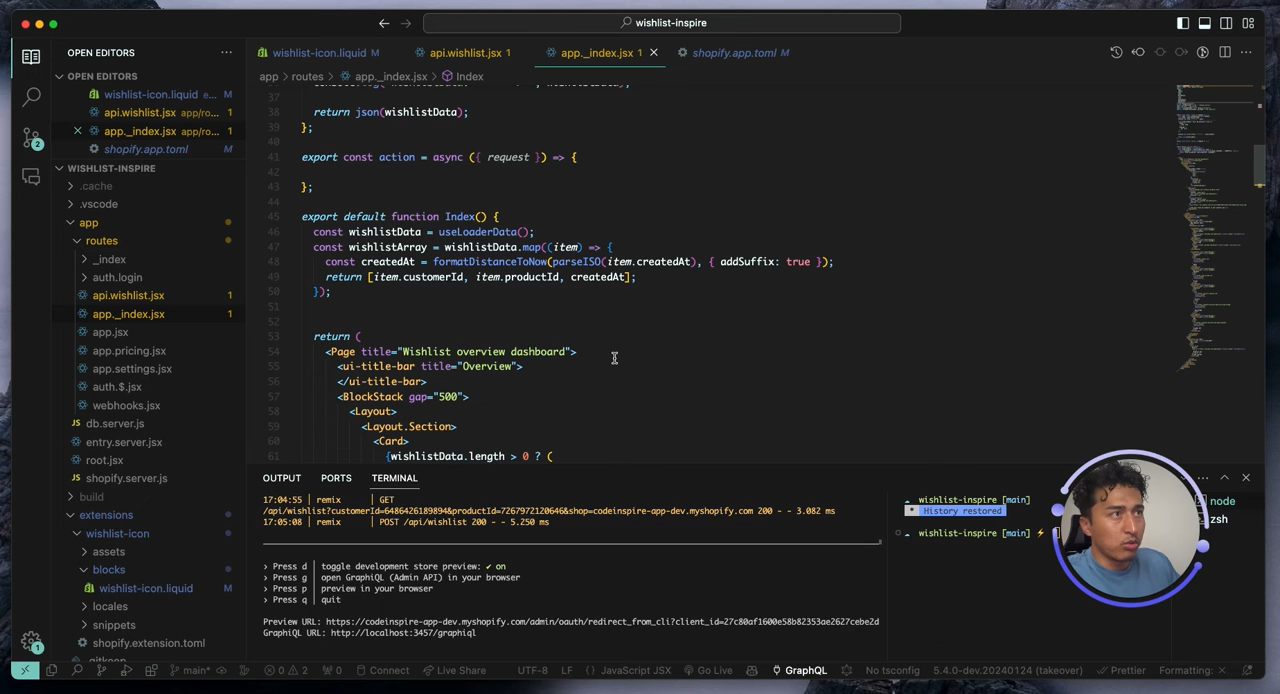 wishlist-inspire
OPEN EDITORS
OPEN EDITORS
wishlist-icon.liquid e... M
api.wishlist.jsx app/ro... 1
app._index.jsx app/ro... 1
shopify.app.toml M
WISHLIST-INSPIRE
.cache
.vscode
app
routes
_index
auth.login
api.wishlist.jsx 1
app._index.jsx 1
app.jsx
app.pricing.jsx
app.settings.jsx
auth.$.jsx
webhooks.jsx
JS db.server.js
entry.server.jsx
root.jsx
JS shopify.server.js
build
extensions
wishlist-icon
assets
blocks
wishlist-icon.liquid M
locales
snippets
shopify.extension.toml
.gitkeep
2
1
wishlist-icon.liquid M api.wishlist.jsx 1 app._index.jsx 1 shopify.app.toml M
app > routes > app._index.jsx > Index
37
38 return json(wishlistData);
39 };
40
41 export const action = async ({ request }) => {
42
43 };
44
45 export default function Index() {
46 const wishlistData = useLoaderData();
47 const wishlistArray = wishlistData.map((item) => {
48 const createdAt = formatDistanceToNow(parseISO(item.createdAt), { addSuffix: true });
49 return [item.customerId, item.productId, createdAt];
50 });
51
52
53 return (
54 <Page title="Wishlist overview dashboard">
55 <ui-title-bar title="Overview">
56 </ui-title-bar>
57 <BlockStack gap="500">
58 <Layout>
59 <Layout.Section>
60 <Card>
61 {wishlistData.length > 0 ? (
OUTPUT PORTS TERMINAL
17:04:55 | remix | GET
/api/wishlist?customerId=6486426189894&productId=7267972120646&shop=codeinspire-app-dev.myshopify.com 200 - - 3.082 ms
17:05:08 | remix | POST /api/wishlist 200 - - 5.250 ms
> Press d | toggle development store preview: ✔ on
> Press g | open GraphiQL (Admin API) in your browser
> Press p | preview in your browser
> Press q | quit
Preview URL: https://codeinspire-app-dev.myshopify.com/admin/oauth/redirect_from_cli?client_id=27c80af1600e58b82353ae2627cebe2d
GraphiQL URL: http://localhost:3457/graphiql
wishlist-inspire [main]
* History restored
wishlist-inspire [main] ⚡
node
zsh
main* 0 2 0 Connect Live Share UTF-8 LF {} JavaScript JSX Go Live GraphQL No tsconfig 5.4.0-dev.20240124 (takeover) Prettier Formatting: ×